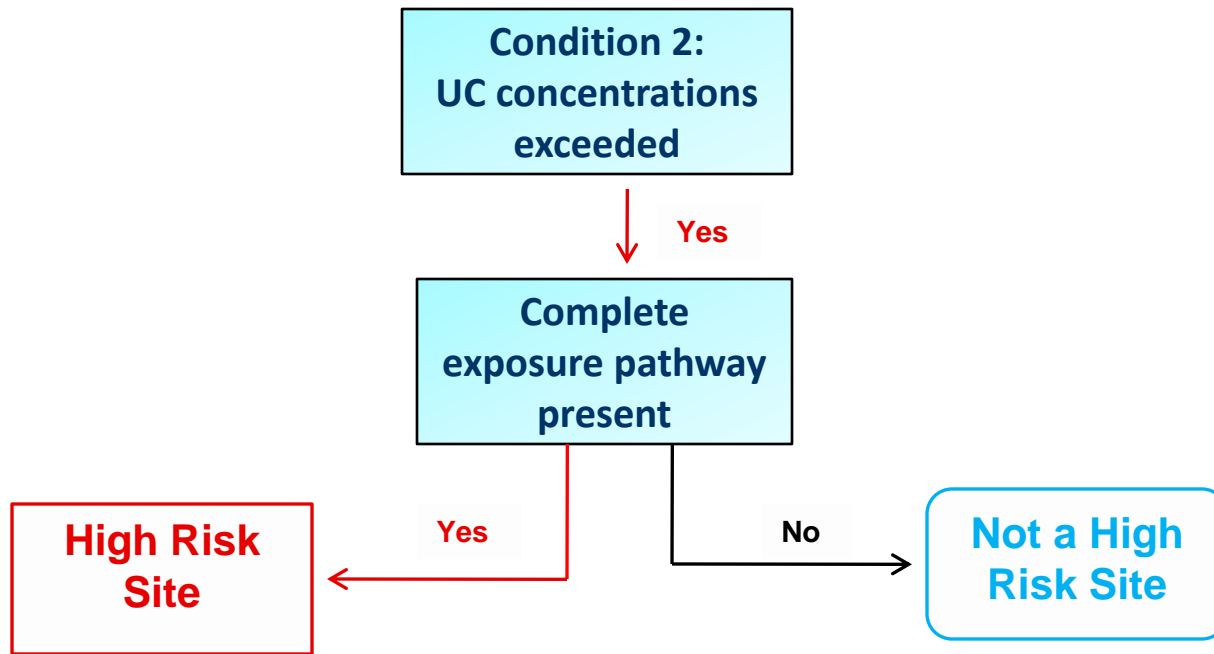 Condition 2:
UC concentrations
exceeded
Yes
Complete
exposure pathway
present
High Risk
Site
Yes
No
Not a High
Risk Site